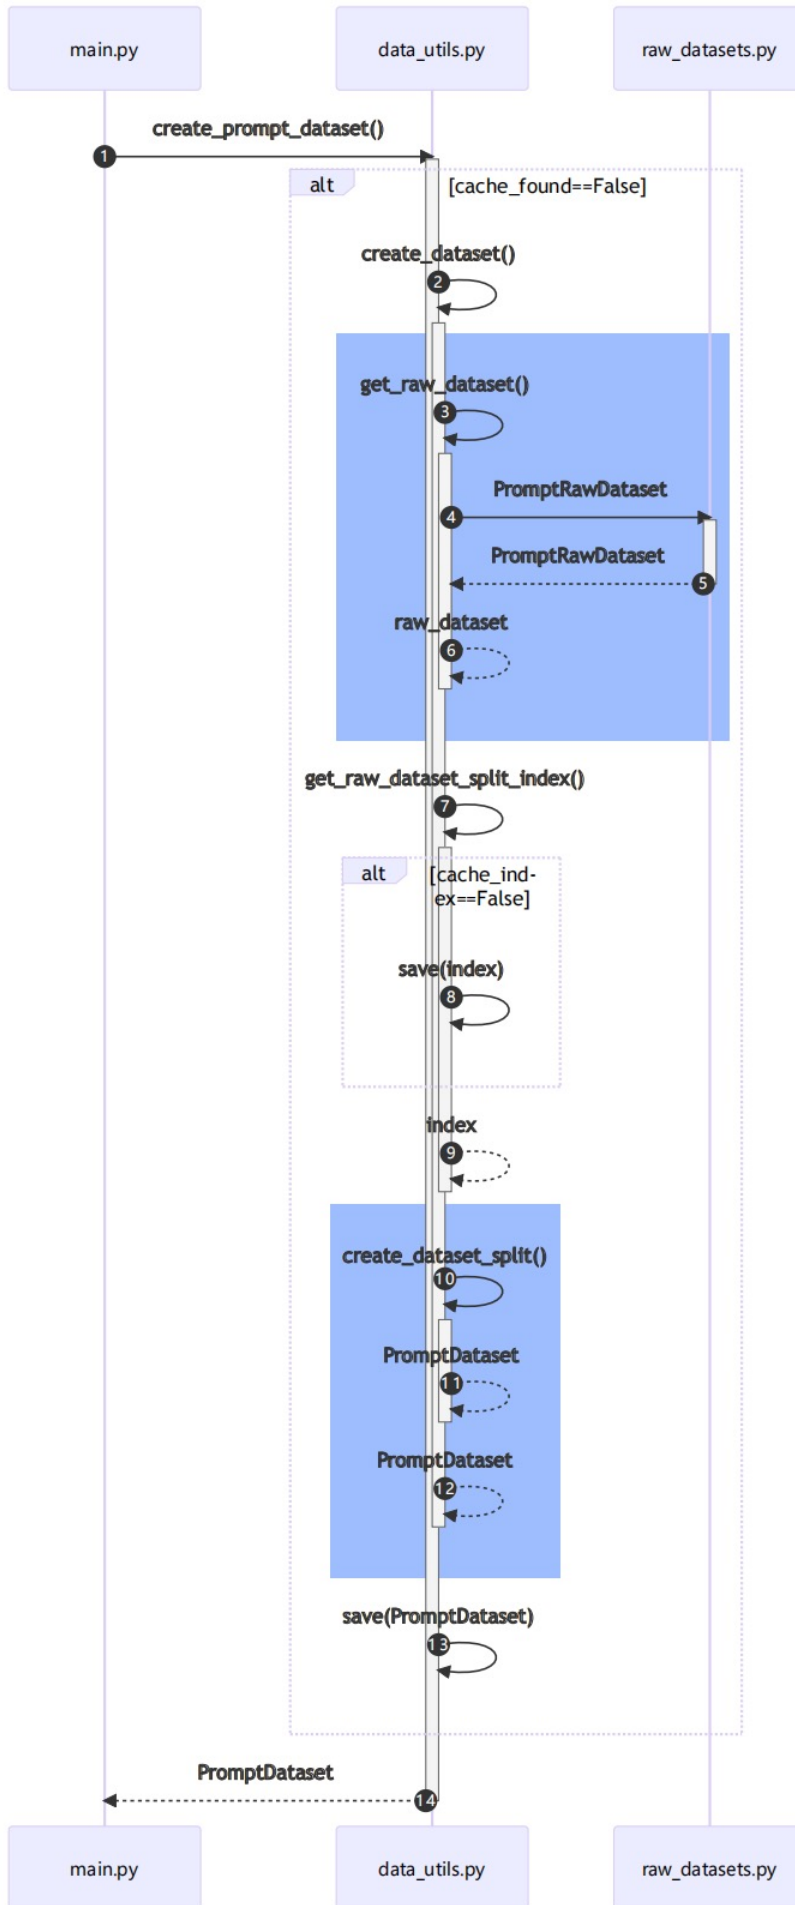 main.py
data_utils.py
raw_datasets.py
create_prompt_dataset()
1
alt
[cache_found==False]
create_dataset()
2
get_raw_dataset()
3
PromptRawDataset
4
PromptRawDataset
5
raw_dataset
6
get_raw_dataset_split_index()
7
alt
[cache_ind-
ex==False]
save(index)
8
index
9
create_dataset_split()
10
PromptDataset
11
PromptDataset
12
save(PromptDataset)
13
PromptDataset
14
main.py
data_utils.py
raw_datasets.py